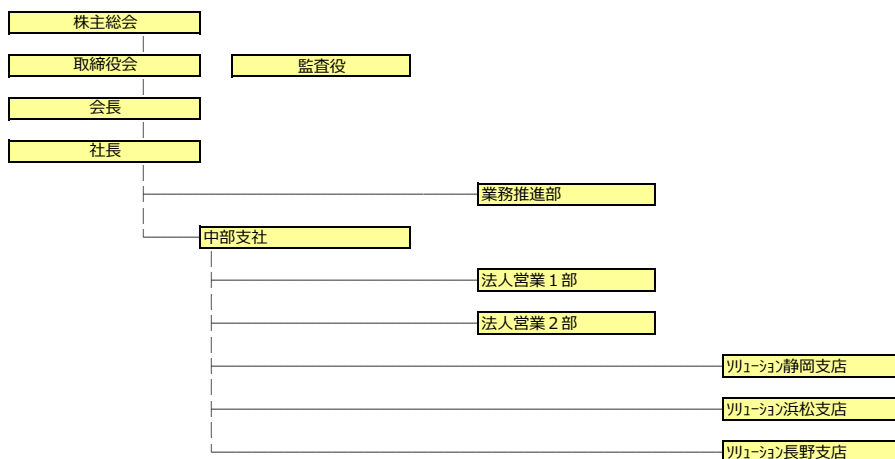 株主総会
取締役会
監査役
会長
社長
業務推進部
中部支社
法人営業１部
法人営業２部
ｿﾘｭｰｼｮﾝ静岡支店
ｿﾘｭｰｼｮﾝ浜松支店
ｿﾘｭｰｼｮﾝ長野支店